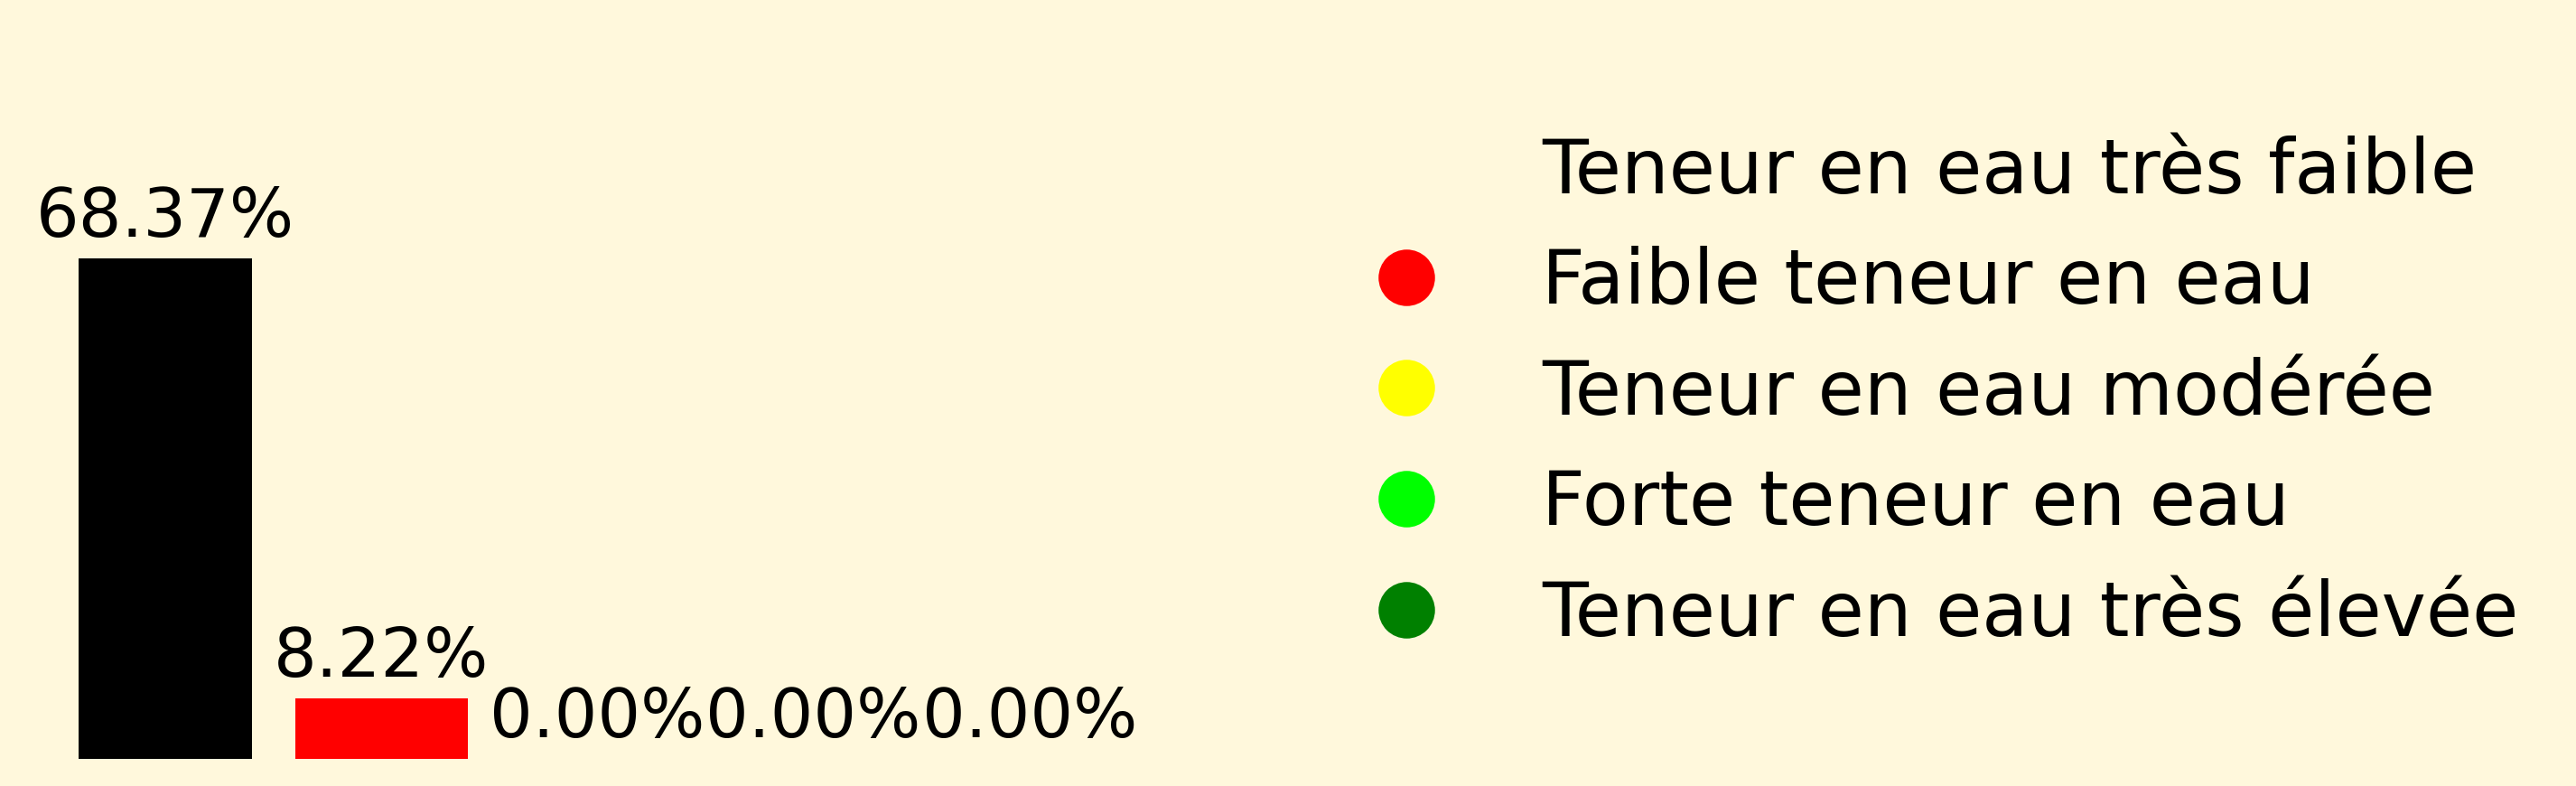 68.37%
8.22%
0.00%0.00%0.00%
Teneur en eau très faible
Faible teneur en eau
Teneur en eau modérée
Forte teneur en eau
Teneur en eau très élevée